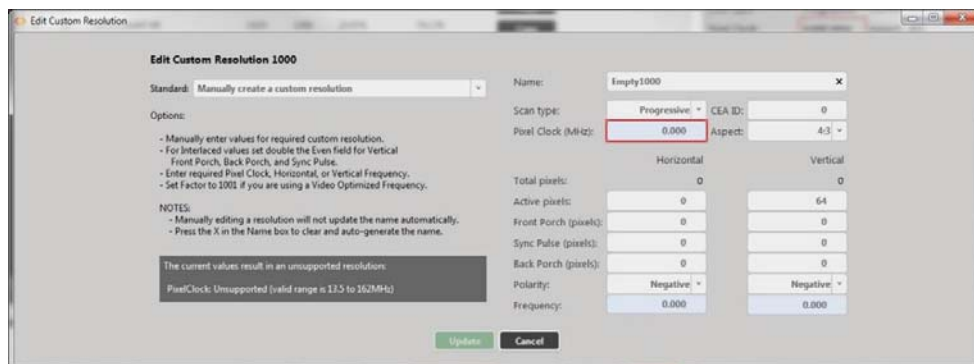 Edit Custom Resolution
Edit Custom Resolution 1000
Standard: Manually create a custom resolution
Options:
- Manually enter values for required custom resolution.
- For Interlaced values set double the Even field for Vertical
Front Porch, Back Porch, and Sync Pulse.
- Enter required Pixel Clock, Horizontal, or Vertical Frequency.
- Set Factor to 1001 if you are using a Video Optimized Frequency.
NOTES:
- Manually editing a resolution will not update the name automatically.
- Press the X in the Name box to clear and auto-generate the name.
The current values result in an unsupported resolution:
PixelClock: Unsupported (valid range is 13.5 to 162MHz)
Name: Empty1000 x
Scan type: Progressive CEA ID: 0
Pixel Clock (MHz): 0.000 Aspect: 4:3
Horizontal Vertical
Total pixels: 0 0
Active pixels: 0 64
Front Porch (pixels): 0 0
Sync Pulse (pixels): 0 0
Back Porch (pixels): 0 0
Polarity: Negative Negative
Frequency: 0.000 0.000
Update Cancel